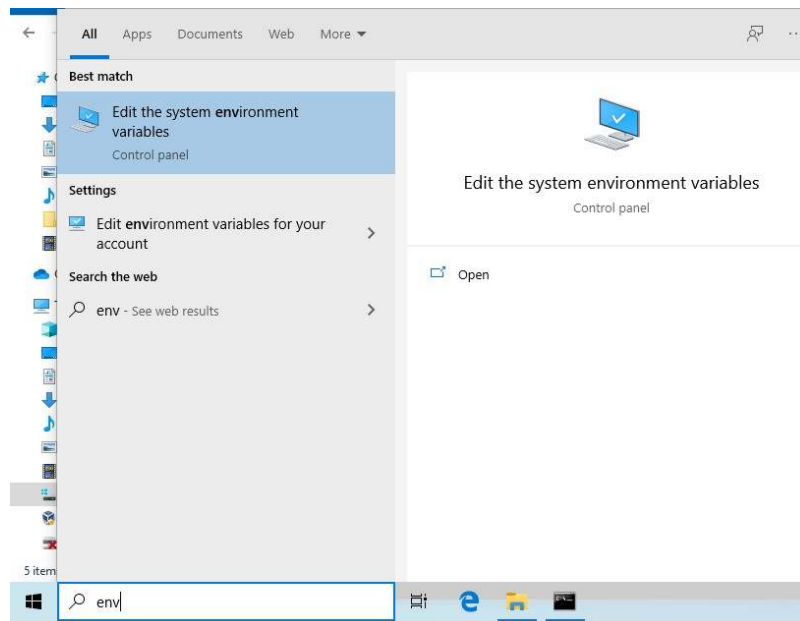 All Apps Documents Web More
Best match
Edit the system environment
variables
Control panel
Settings
Edit environment variables for your
account
Search the web
env - See web results
Edit the system environment variables
Control panel
Open
5 item
env